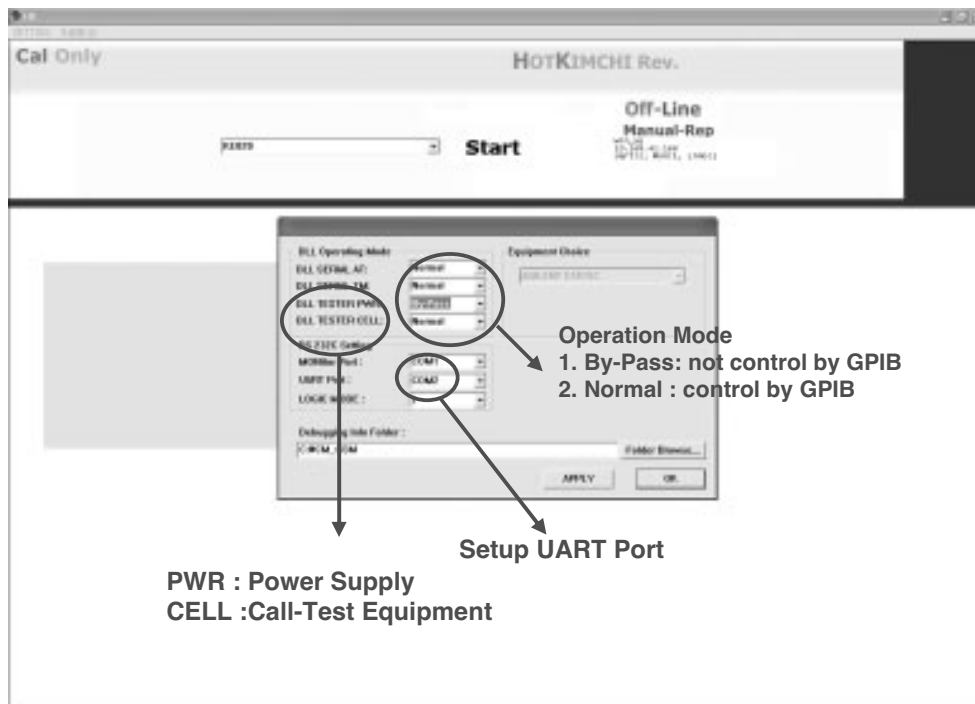 Cal Only
HOTKIMCHI Rev.
Off-Line
Manual-Rep
Start
DLL Operating Mode
Equipment Choice
DLL SERIAL AT:
Normal
Normal
DLL TESTER PWR:
DLL TESTER CELL:
Normal
Operation Mode
1. By-Pass: not control by GPIB
2. Normal : control by GPIB
RS 232C Setting
COM1
UART Port :
COM2
LOGIC MODE :
Debugging Info Folder :
Folder Browse...
APPLY
OK
Setup UART Port
PWR : Power Supply
CELL :Call-Test Equipment